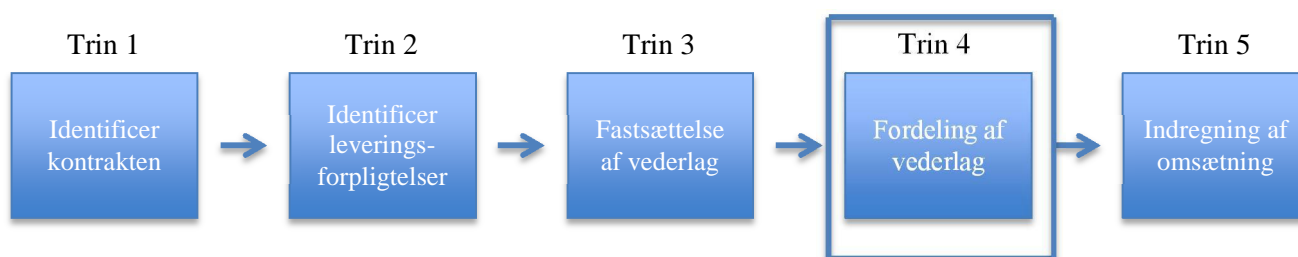 Trin 1
Identificer
kontrakten
Trin 2
Identificer
leverings-
forpligtelser
Trin 3
Fastsættelse
af vederlag
Trin 4
Fordeling af
vederlag
Trin 5
Indregning af
omsætning